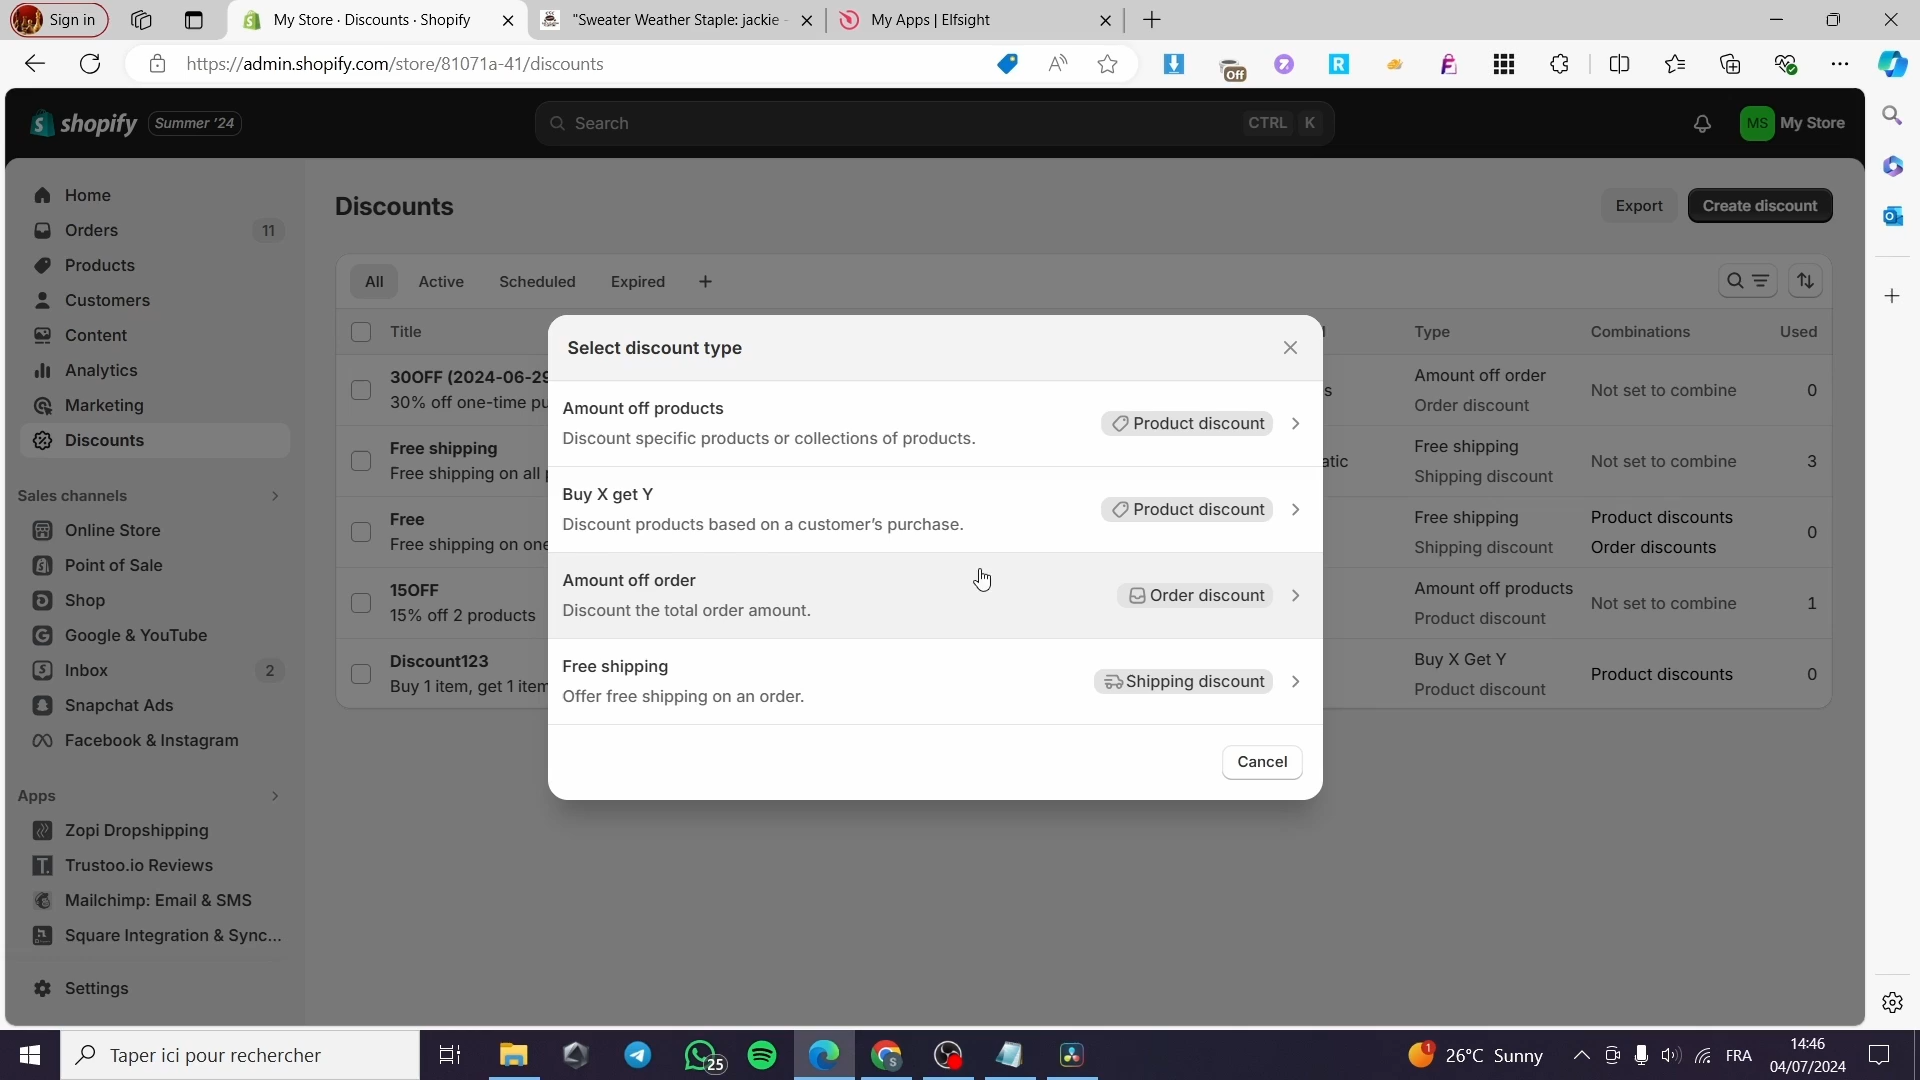 Sign in
My Store · Discounts · Shopify
"Sweater Weather Staple: jackie -
My Apps | Elfsight
https://admin.shopify.com/store/81071a-41/discounts
Off
shopify
Summer '24
Search
CTRL K
MS
My Store
Home
Orders
11
Products
Customers
Content
Analytics
Marketing
Discounts
Sales channels
Online Store
Point of Sale
Shop
Google & YouTube
Inbox
2
Snapchat Ads
Facebook & Instagram
Apps
Zopi Dropshipping
Trustoo.io Reviews
Mailchimp: Email & SMS
Square Integration & Sync...
Settings
Discounts
Export
Create discount
All
Active
Scheduled
Expired
Title
Type
Combinations
Used
30OFF (2024-06-29
30% off one-time pu
Amount off order
Order discount
Not set to combine
0
Free shipping
Free shipping on all
atic
Free shipping
Shipping discount
Not set to combine
3
Free
Free shipping on one
Free shipping
Shipping discount
Product discounts
Order discounts
0
15OFF
15% off 2 products
Amount off products
Product discount
Not set to combine
1
Discount123
Buy 1 item, get 1 item
Buy X Get Y
Product discount
Product discounts
0
Select discount type
Amount off products
Discount specific products or collections of products.
Product discount
Buy X get Y
Discount products based on a customer's purchase.
Product discount
Amount off order
Discount the total order amount.
Order discount
Free shipping
Offer free shipping on an order.
Shipping discount
Cancel
Taper ici pour rechercher
25
1
26°C Sunny
FRA
14:46
04/07/2024